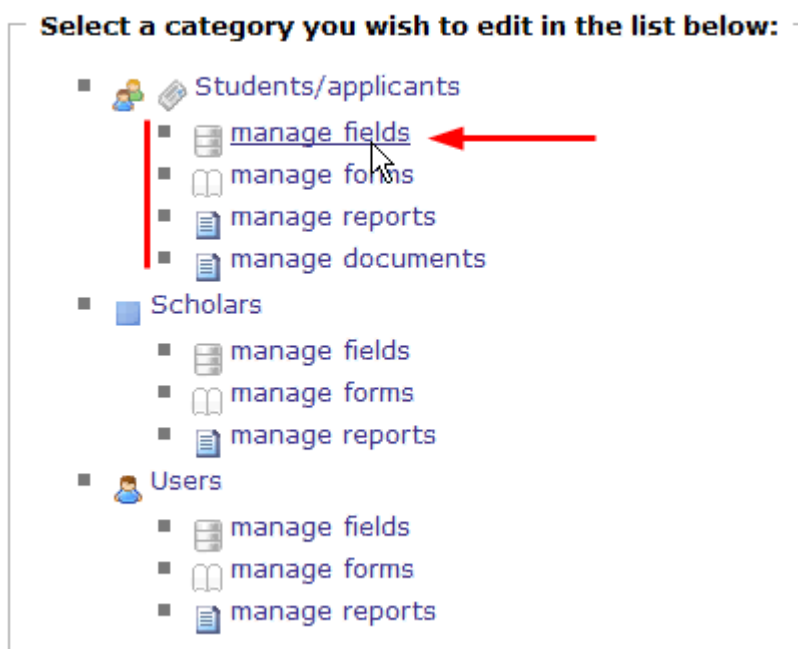 Select a category you wish to edit in the list below:
Students/applicants
manage fields
manage forms
manage reports
manage documents
Scholars
manage fields
manage forms
manage reports
Users
manage fields
manage forms
manage reports